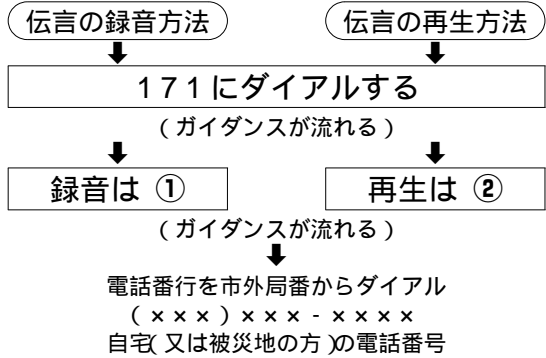 伝言の録音方法 伝言の再生方法
171にダイアルする
(ガイダンスが流れる)
録音は ① 再生は ②
(ガイダンスが流れる)
電話番行を市外局番からダイアル
(×××)×××-××××
自宅(又は被災地の方)の電話番号